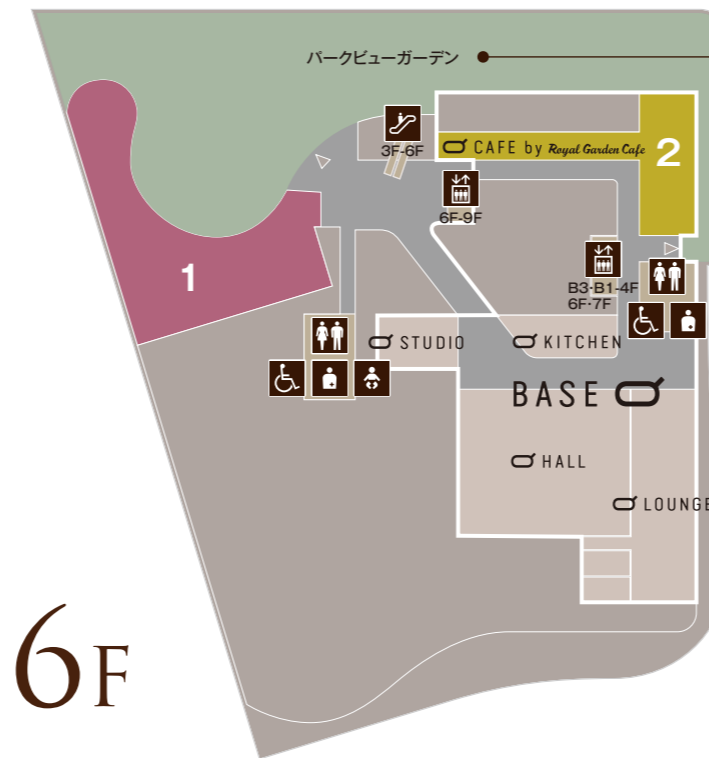 パークビューガーデン
3F-6F
CAFE by Royal Garden Cafe
2
6F-9F
1
B3・B1-4F
6F・7F
STUDIO
KITCHEN
BASE
HALL
LOUNGE
6F